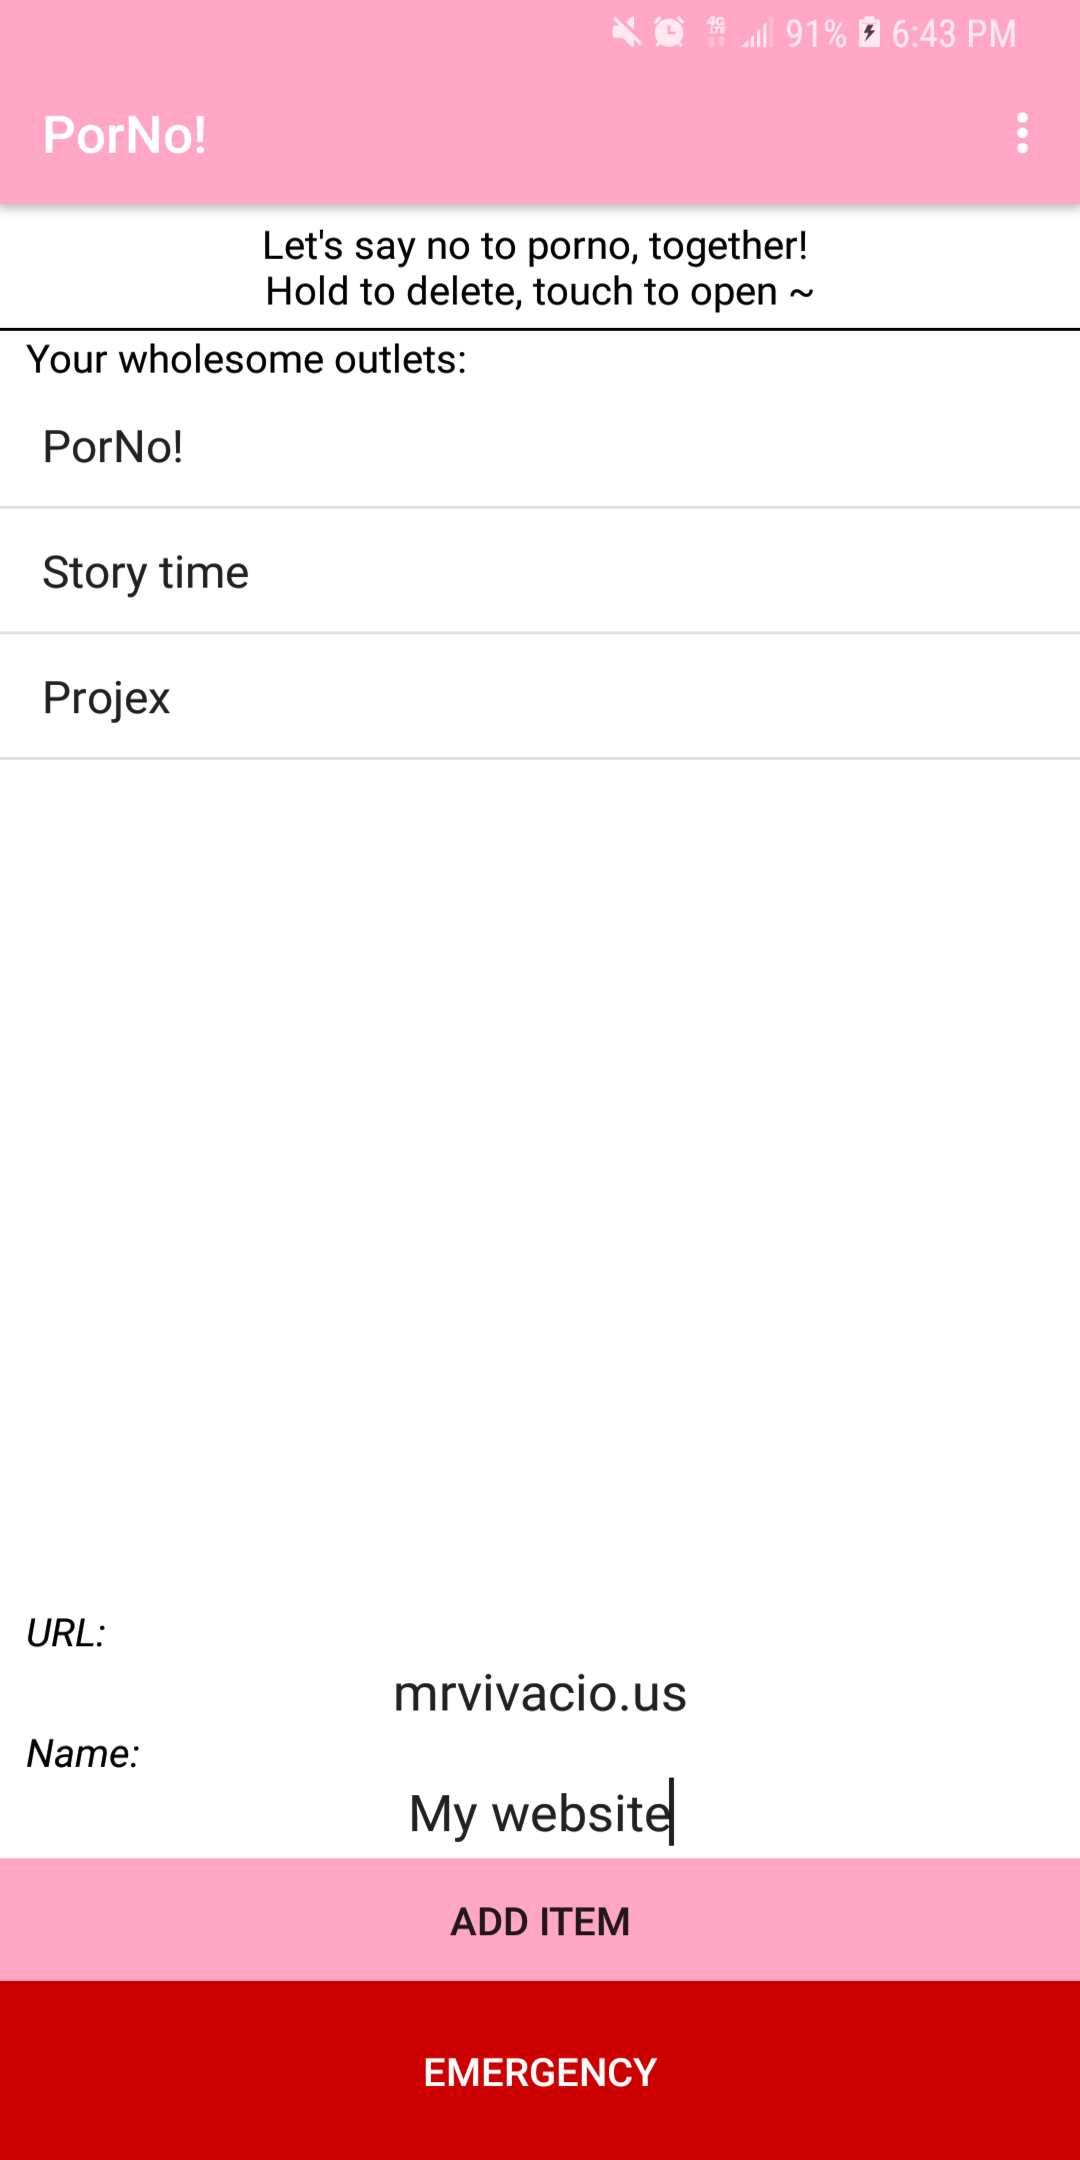 4G
LTE
91%
6:43 PM
PorNo!
Let's say no to porno, together!
Hold to delete, touch to open ~
Your wholesome outlets:
PorNo!
Story time
Projex
URL:
mrvivacio.us
Name:
My website
ADD ITEM
EMERGENCY